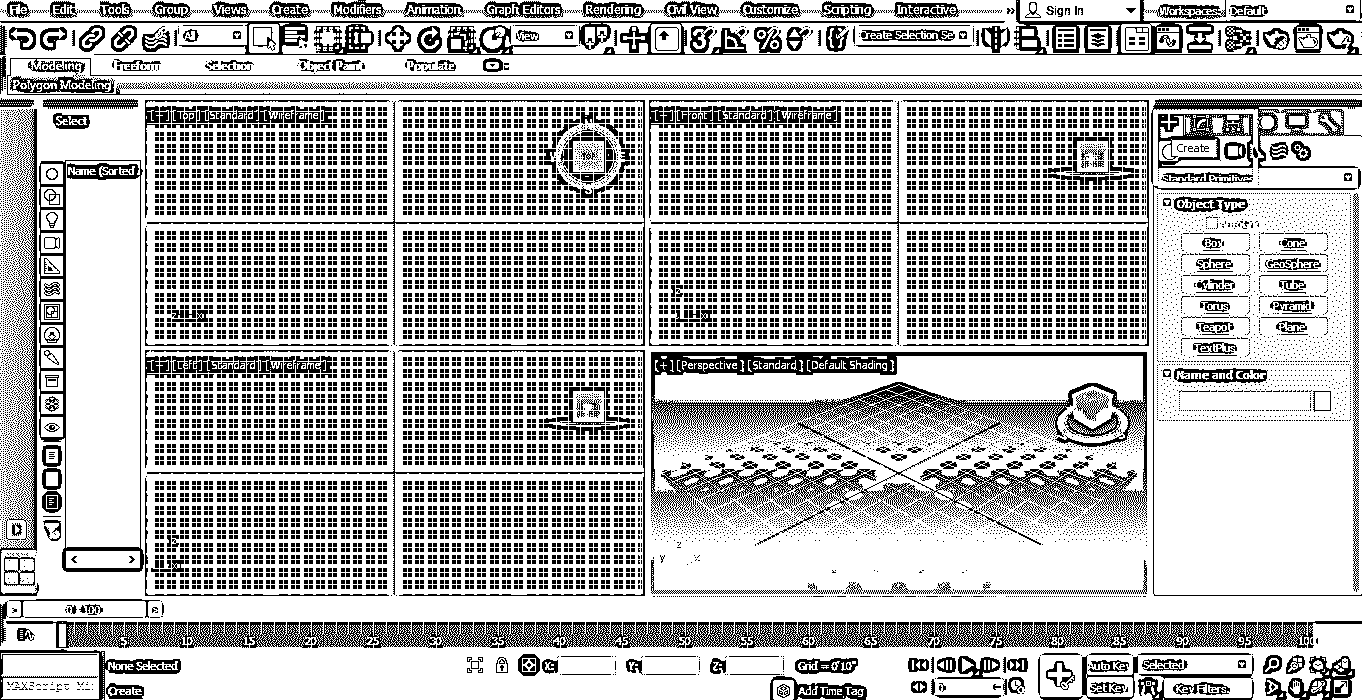 File Edit Tools Group Views Create Modifiers Animation Graph Editors Rendering Civil View Customize Scripting Interactive Sign In Workspaces: Default
All View Create Selection Se
Modeling Freeform Selection Object Paint Populate
Polygon Modeling
Select
Name (Sorted
[+] [Top] [Standard] [Wireframe]
[+] [Front] [Standard] [Wireframe]
[+] [Left] [Standard] [Wireframe]
[+] [Perspective] [Standard] [Default Shading]
Create
Standard Primitives
Object Type
Box Cone
Sphere GeoSphere
Cylinder Tube
Torus Pyramid
Teapot Plane
TextPlus
Name and Color
0 / 100
5 10 15 20 25 30 35 40 45 50 55 60 65 70 75 80 85 90 95 100
None Selected X: Y: Z: Grid = 0'10" Auto Key Selected
MAXScript Mi Create Add Time Tag 0 Set Key Key Filters...